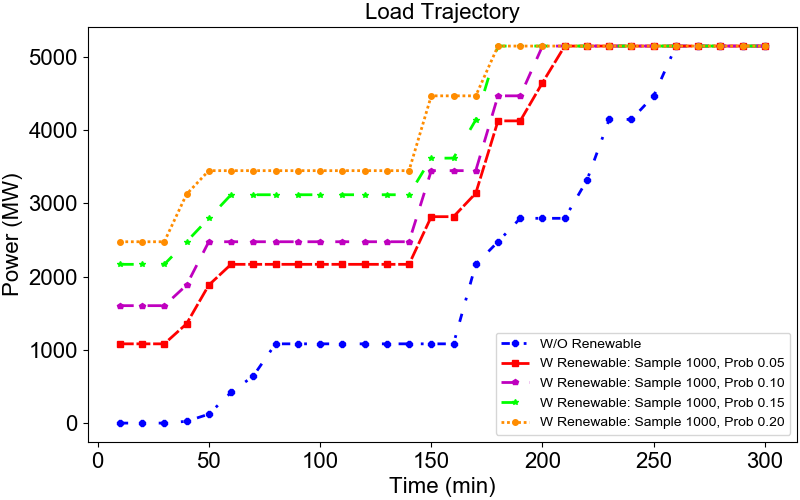 Load Trajectory
Power (MW)
5000
4000
3000
2000
1000
0
0 50 100 150 200 250 300
Time (min)
W/O Renewable
W Renewable: Sample 1000, Prob 0.05
W Renewable: Sample 1000, Prob 0.10
W Renewable: Sample 1000, Prob 0.15
W Renewable: Sample 1000, Prob 0.20